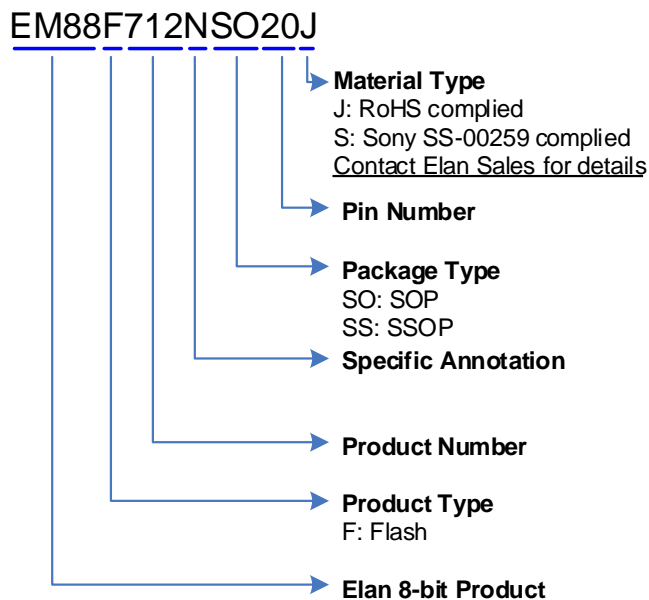 EM88F712NSO20J
Material Type
J: RoHS complied
S: Sony SS-00259 complied
Contact Elan Sales for details
Pin Number
Package Type
SO: SOP
SS: SSOP
Specific Annotation
Product Number
Product Type
F: Flash
Elan 8-bit Product